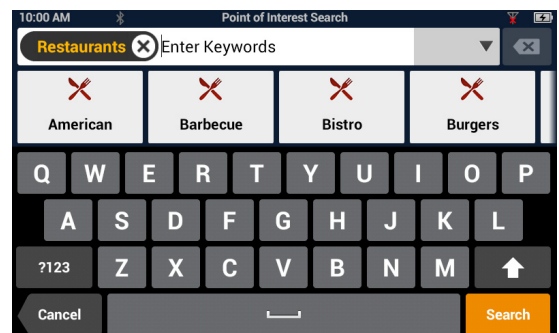 10:00 AM Point of Interest Search
Restaurants Enter Keywords
American Barbecue Bistro Burgers
Q W E R T Y U I O P
A S D F G H J K L
?123 Z X C V B N M
Cancel Search